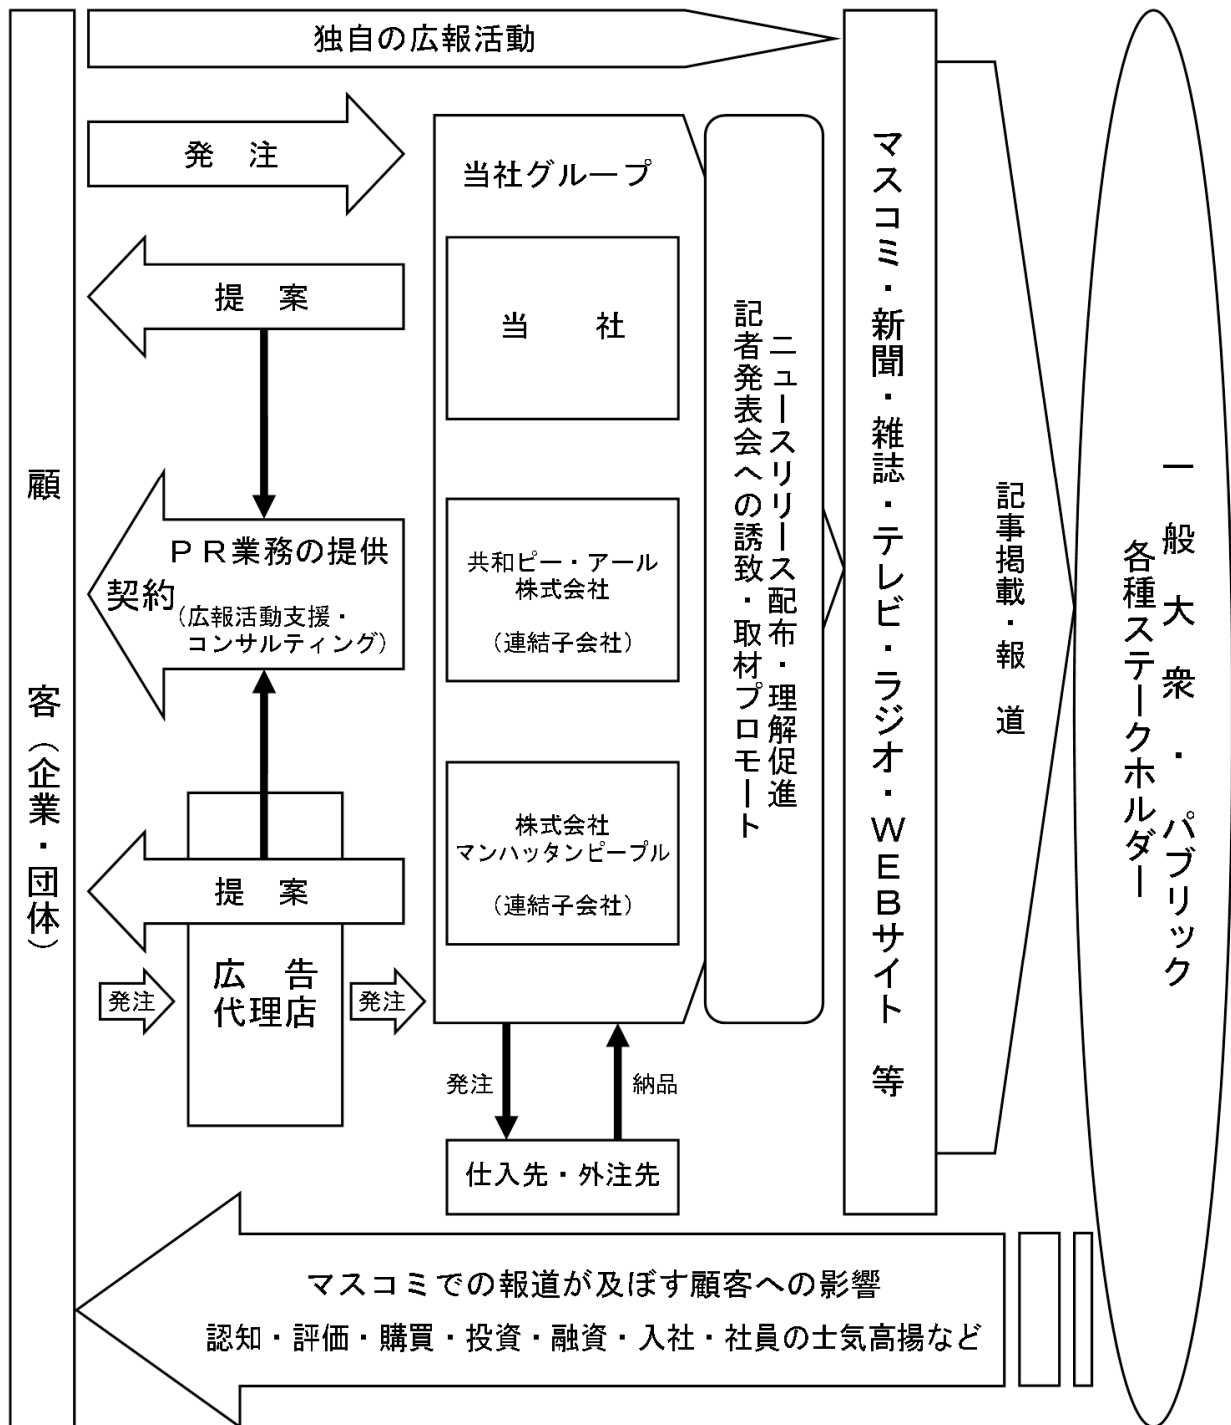 独自の広報活動
発　注
提　案
ＰＲ業務の提供
契約
（広報活動支援・
コンサルティング）
提　案
発注
広　告
代理店
発注
顧　　客（企業・団体）
当社グループ
当　　社
共和ピー・アール
株式会社
（連結子会社）
株式会社
マンハッタンピープル
（連結子会社）
発注
納品
仕入先・外注先
ニュースリリース配布・理解促進
記者発表会への誘致・取材プロモート
マスコミ・新聞・雑誌・テレビ・ラジオ・ＷＥＢサイト　等
記事掲載・報　道
一　般　大　衆　・　パブリック
各種ステークホルダー
マスコミでの報道が及ぼす顧客への影響
認知・評価・購買・投資・融資・入社・社員の士気高揚など